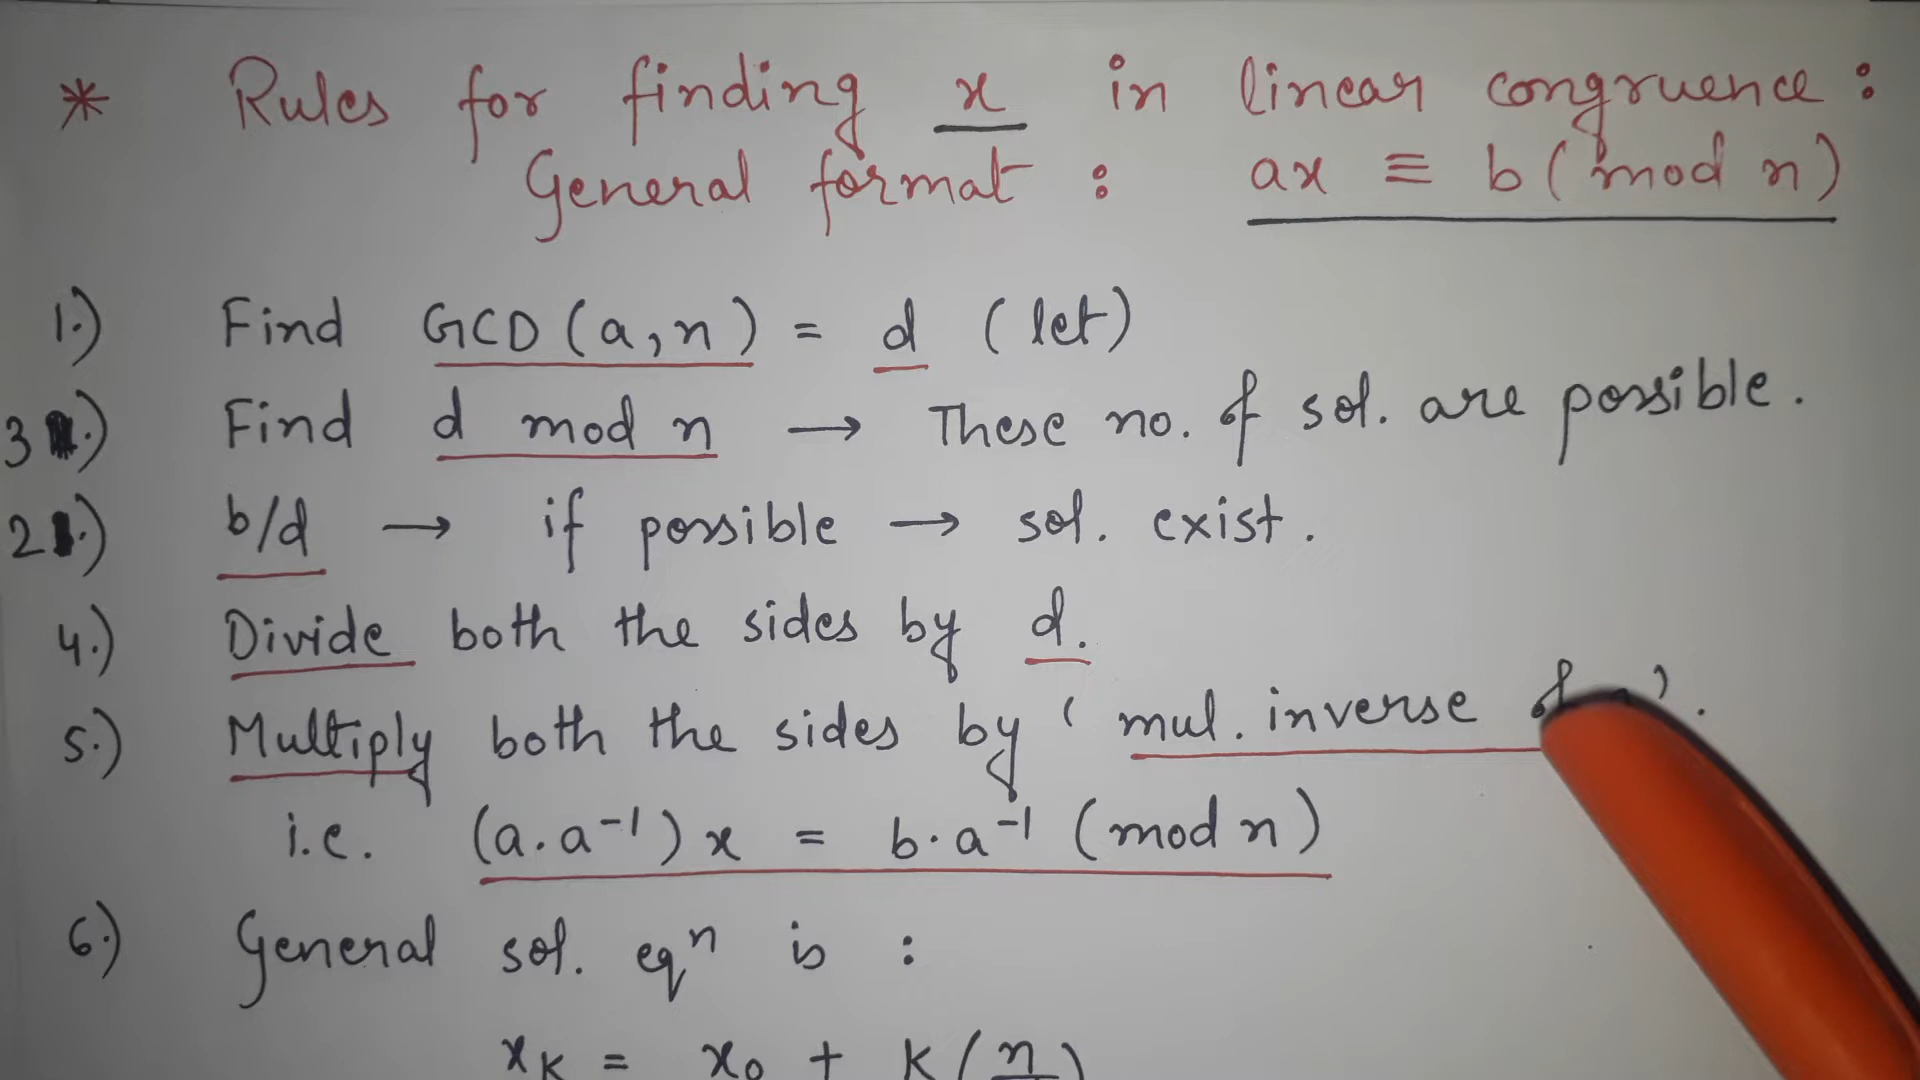 * Rules for finding x in linear congruence :
General format : ax ≡ b (mod n)
1.) Find GCD (a, n) = d (let)
3.) Find d mod n → These no. of sol. are possible.
2.) b/d → if possible → sol. exist.
4.) Divide both the sides by d.
5.) Multiply both the sides by ' mul. inverse of '.
i.e. (a . a⁻¹) x = b . a⁻¹ (mod n)
6.) General sol. eqⁿ is :
xₖ = x₀ + k ( n )